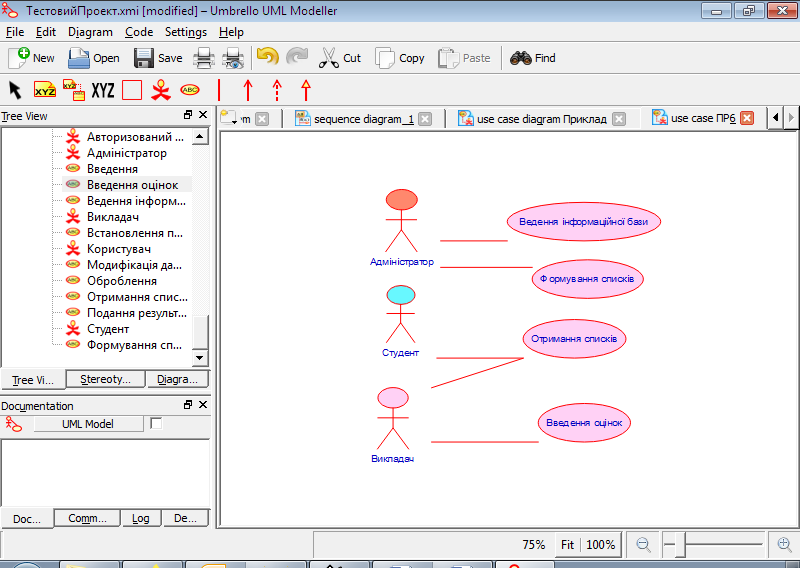 ТестовийПроект.xmi [modified] – Umbrello UML Modeller
File Edit Diagram Code Settings Help
New Open Save Cut Copy Paste Find
XYZ XYZ ABC
Tree View
Авторизований ...
Адміністратор
Введення
Введення оцінок
Ведення інформ...
Викладач
Встановлення п...
Користувач
Модифікація да...
Оброблення
Отримання спис...
Подання результ...
Студент
Формування сп...
Tree Vi... Stereoty... Diagra...
Documentation
UML Model
Doc... Comm... Log De...
em sequence diagram_1 use case diagram Приклад use case ПР6
Ведення інформаційної бази
Адміністратор
Формування списків
Отримання списків
Студент
Введення оцінок
Викладач
75% Fit 100%